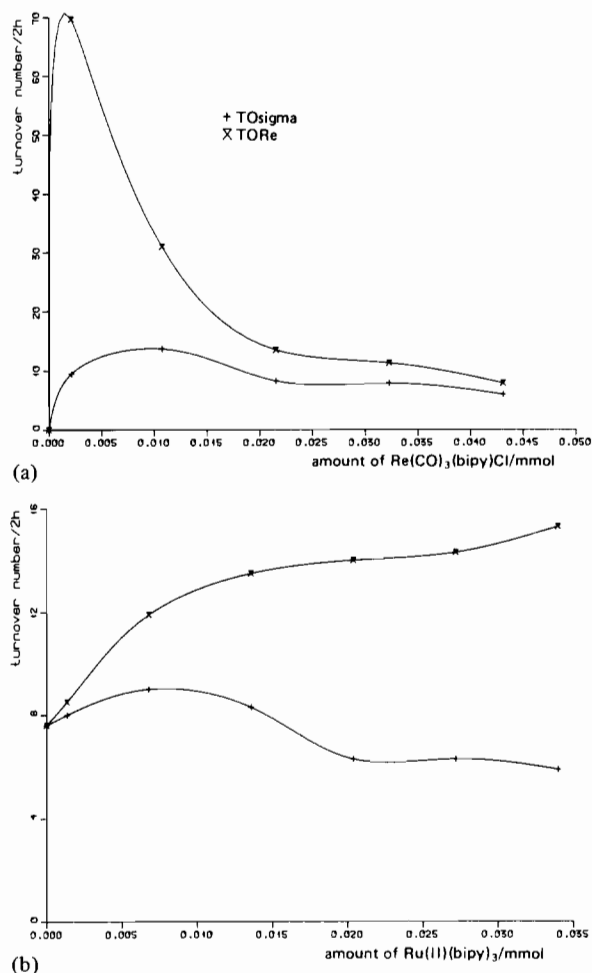 turnover number/2h
70
60
50
40
30
20
10
0
+ TOsigma
⧖ TORe
0.000 0.005 0.010 0.015 0.020 0.025 0.030 0.035 0.040 0.045 0.050
amount of Re(CO)₃(bipy)Cl/mmol
(a)
turnover number/2h
16
12
8
4
0
0.000 0.005 0.010 0.015 0.020 0.025 0.030 0.035
amount of Ru(II)(bipy)₃/mmol
(b)